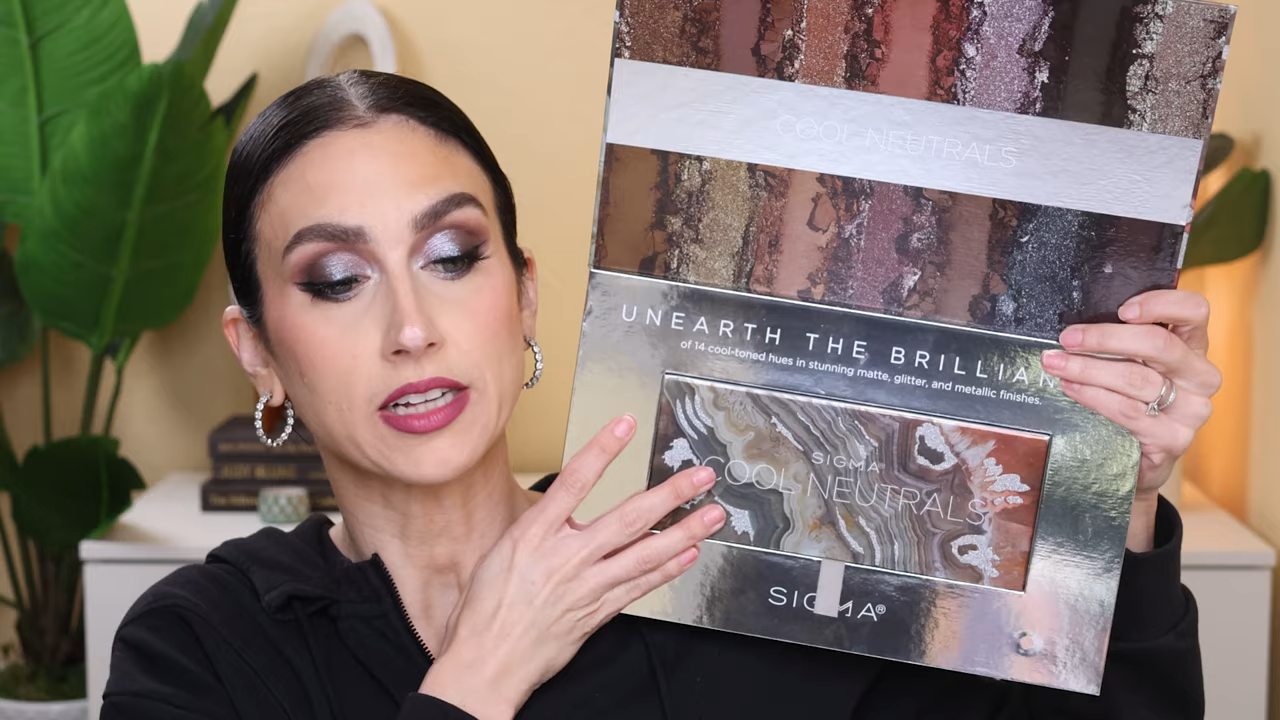 COOL NEUTRALS
UNEARTH THE BRILLIAN
of 14 cool-toned hues in stunning matte, glitter, and metallic finishes.
SIGMA®
COOL NEUTRALS
SIGMA®